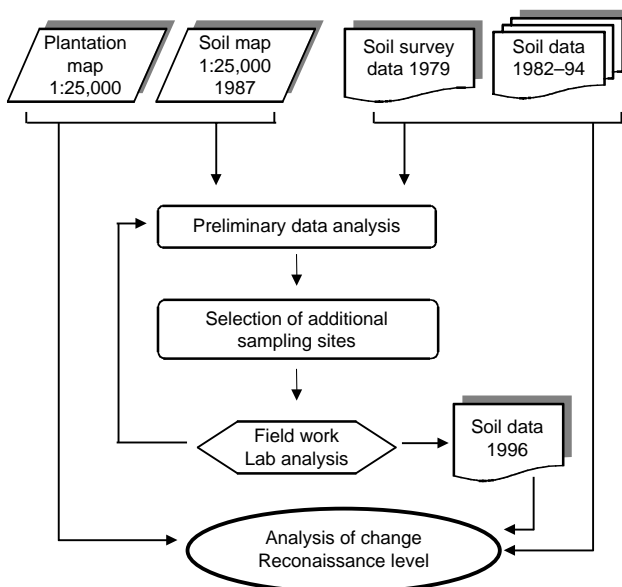 Plantation
map
1:25,000
Soil map
1:25,000
1987
Soil survey
data 1979
Soil data
1982–94
Preliminary data analysis
Selection of additional
sampling sites
Field work
Lab analysis
Soil data
1996
Analysis of change
Reconaissance level